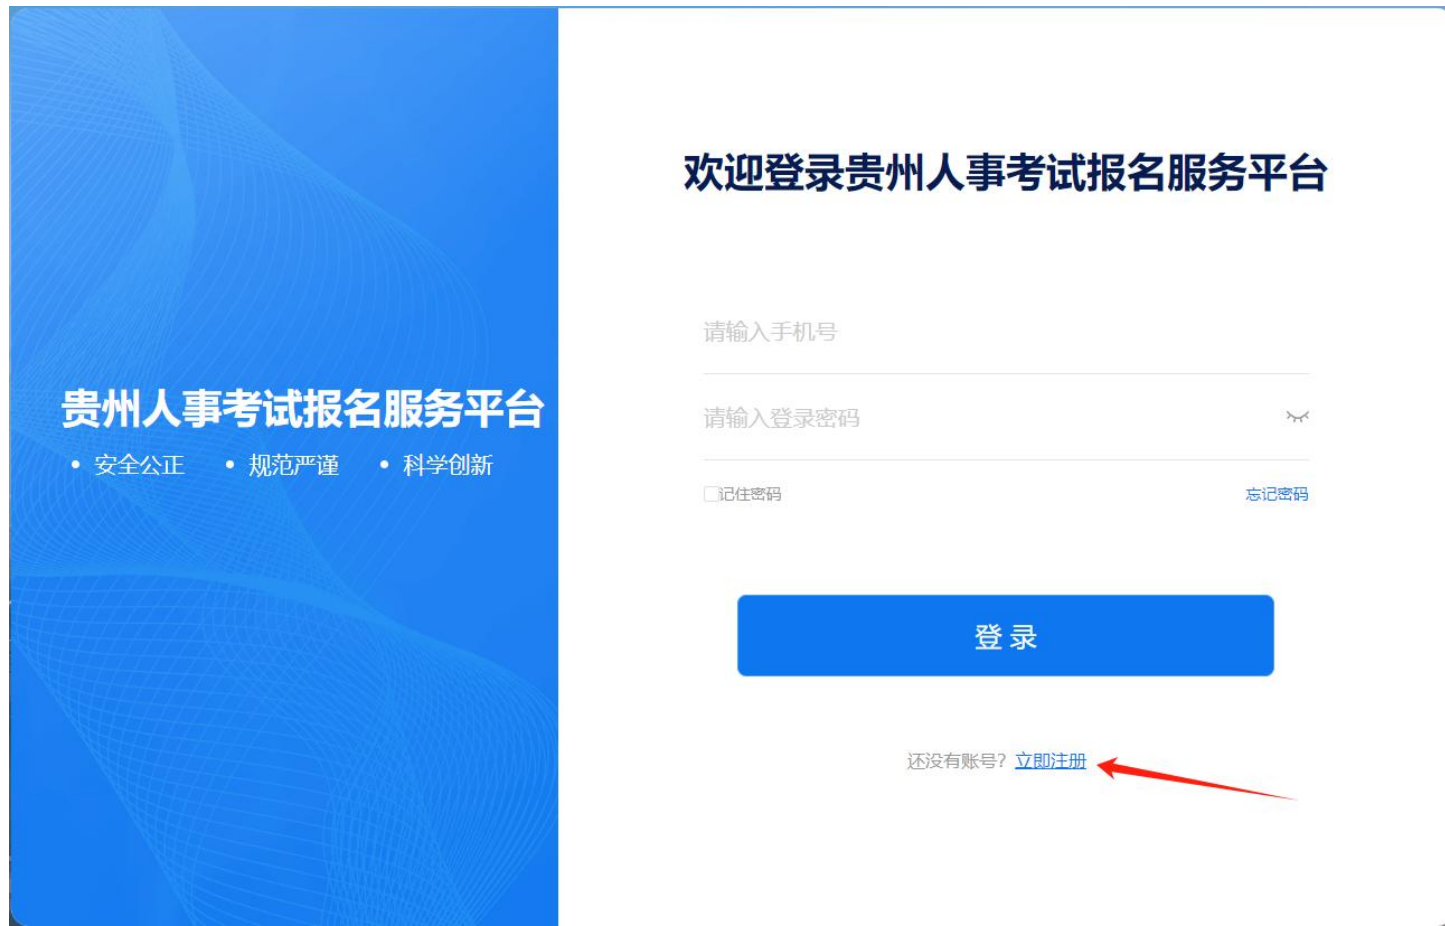 贵州人事考试报名服务平台
• 安全公正 • 规范严谨 • 科学创新
欢迎登录贵州人事考试报名服务平台
请输入手机号
请输入登录密码
记住密码 忘记密码
登录
还没有账号? 立即注册